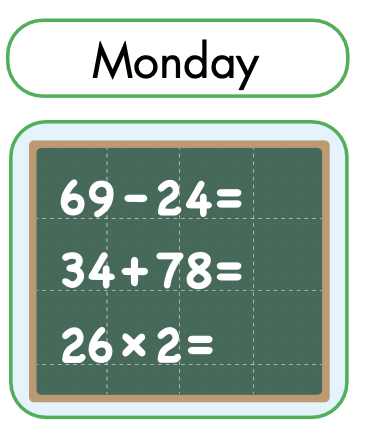 Monday
69-24=
34+78=
26×2=